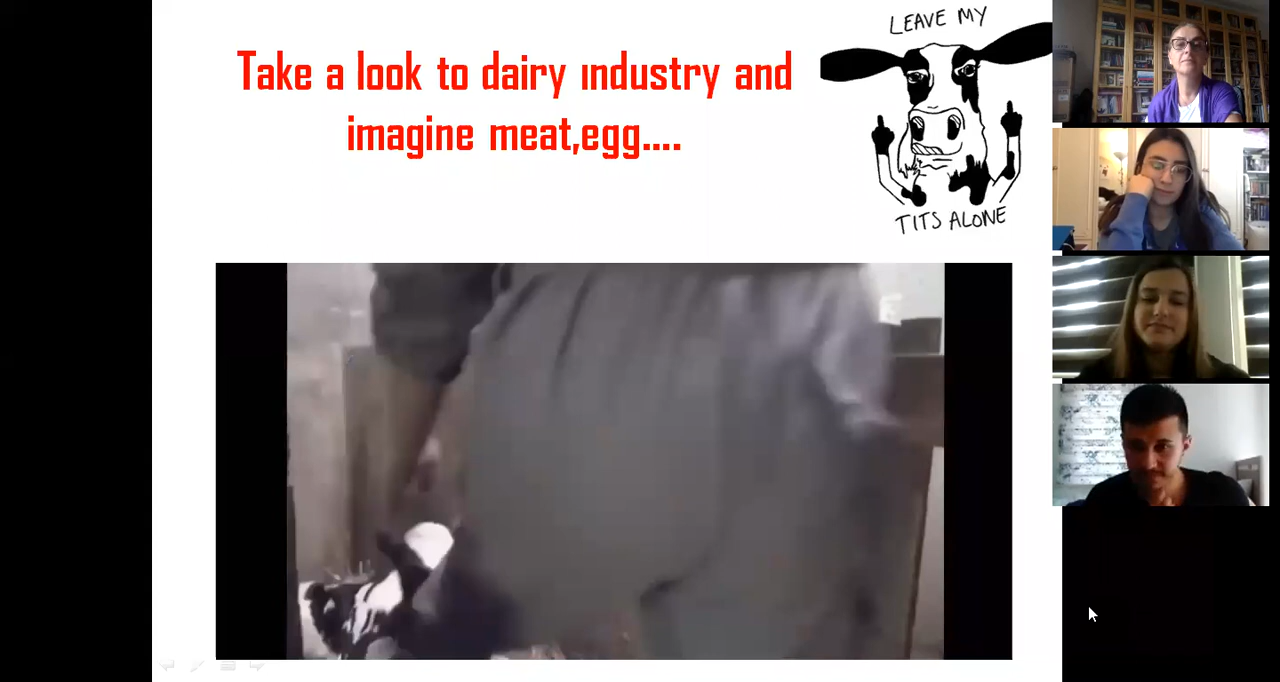 Take a look to dairy ındustry and
imagine meat,egg....
LEAVE MY
TITS ALONE